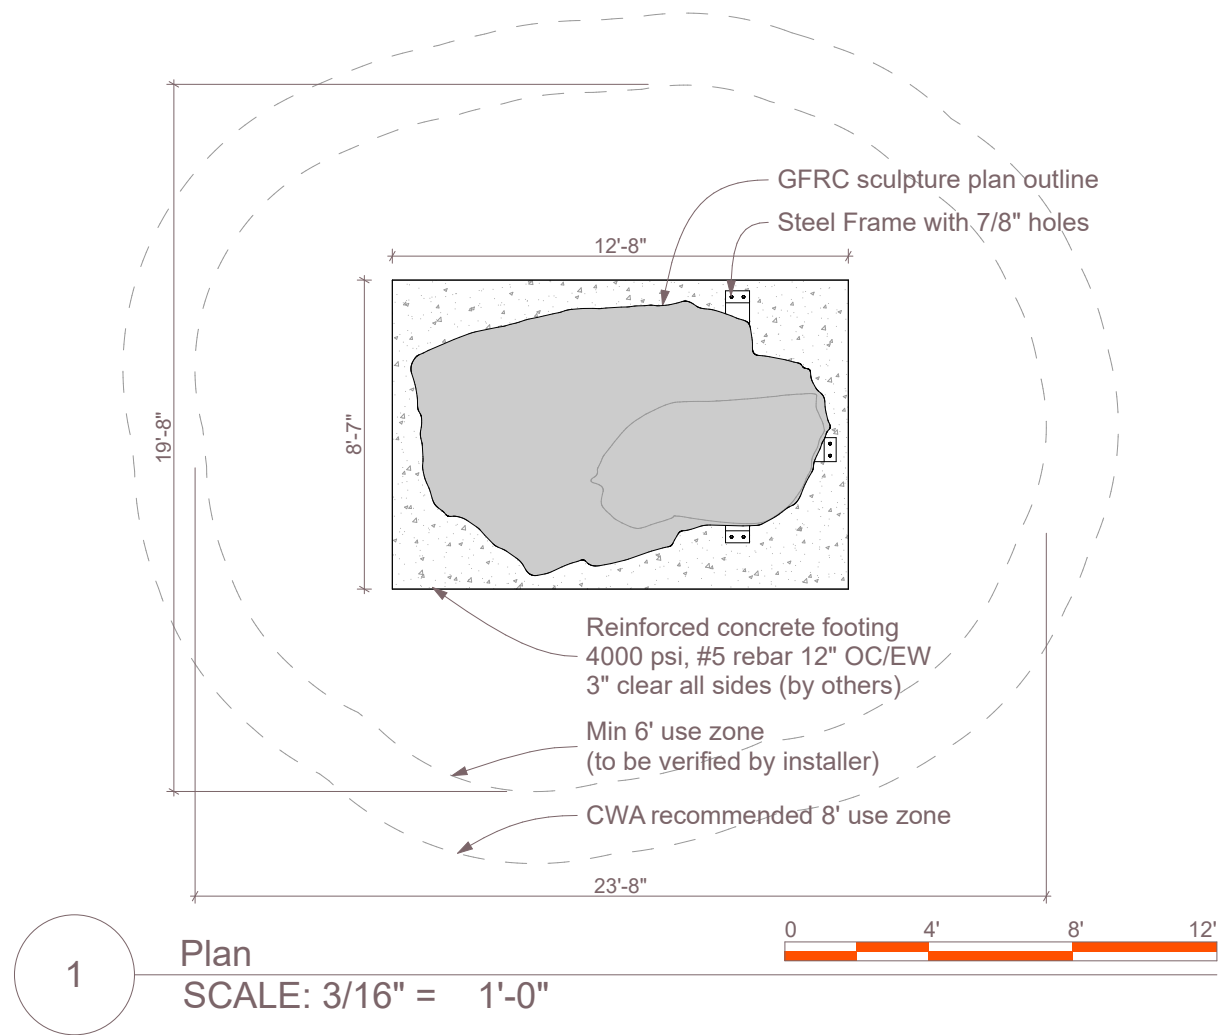 GFRC sculpture plan outline
Steel Frame with 7/8" holes
12'-8"
19'-8"
8'-7"
Reinforced concrete footing
4000 psi, #5 rebar 12" OC/EW
3" clear all sides (by others)
Min 6' use zone
(to be verified by installer)
CWA recommended 8' use zone
23'-8"
0 4' 8' 12'
1
Plan
SCALE: 3/16" = 1'-0"